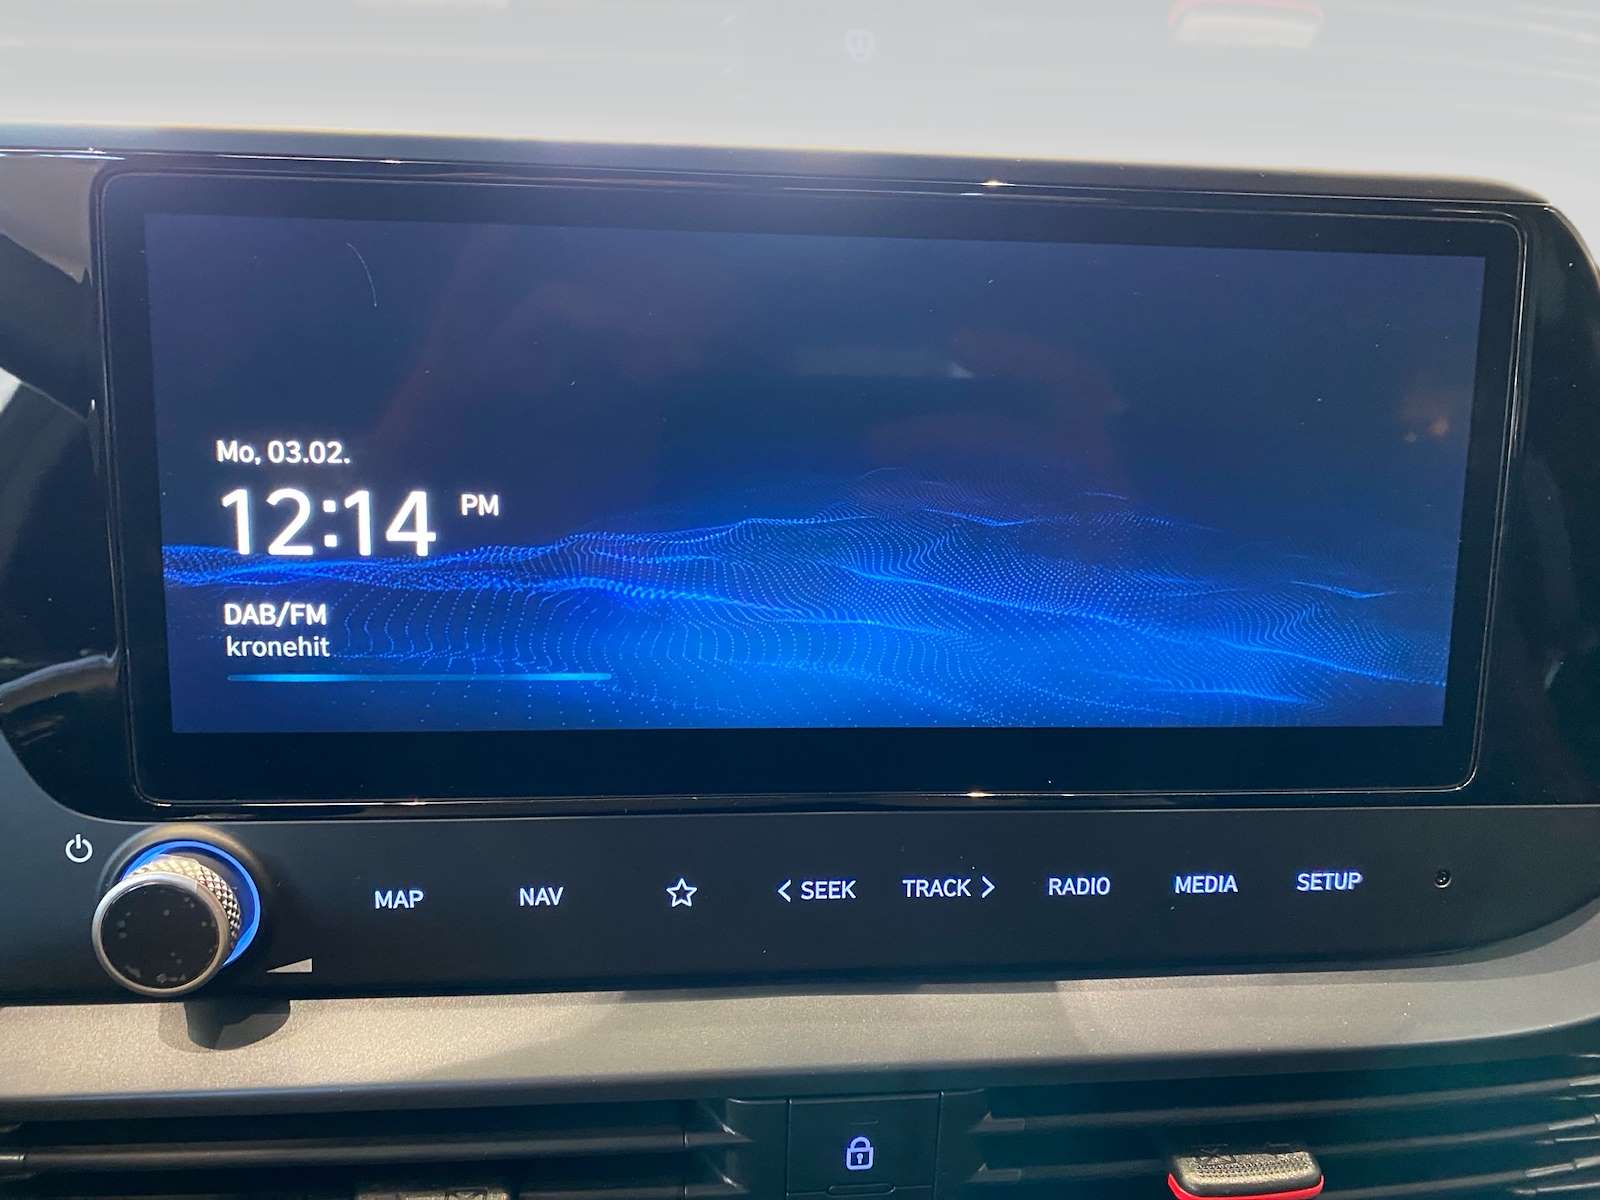 Mo, 03.02.
12:14 PM
DAB/FM
kronehit
MAP
NAV
< SEEK
TRACK >
RADIO
MEDIA
SETUP